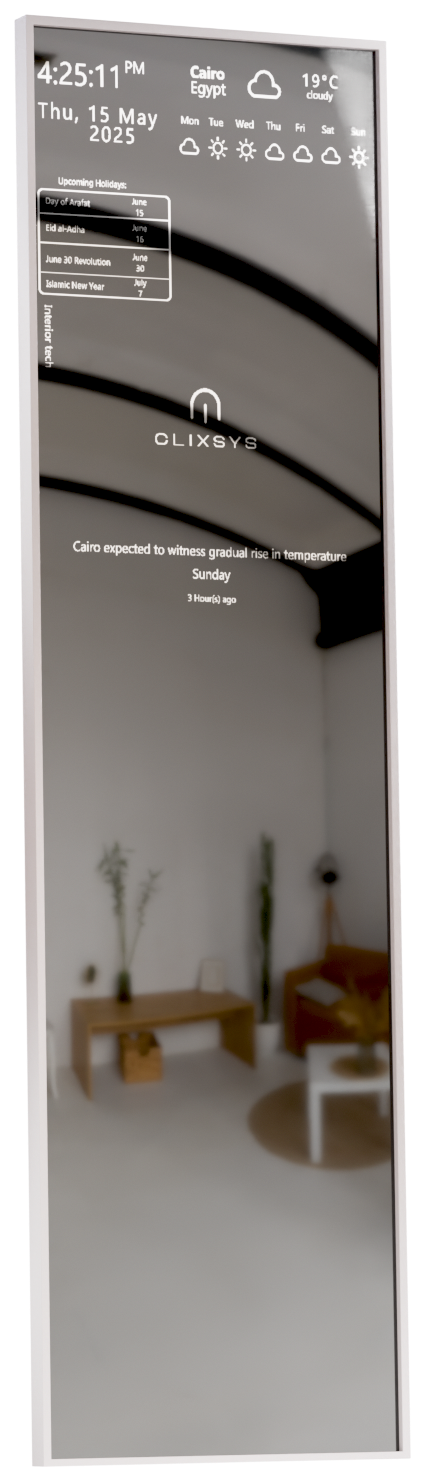 4:25:11 PM
Thu, 15 May
2025
Cairo
Egypt
19°C
cloudy
Mon Tue Wed Thu Fri Sat Sun
Upcoming Holidays:
Day of Arafat June 15
Eid al-Adha June 16
June 30 Revolution June 30
Islamic New Year July 7
Interior tech
CLIXSYS
Cairo expected to witness gradual rise in temperature
Sunday
3 Hour(s) ago